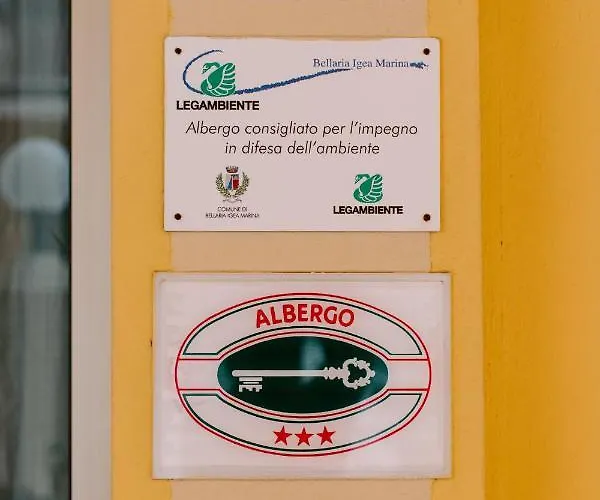 Bellaria Igea Marina
LEGAMBIENTE
Albergo consigliato per l'impegno
in difesa dell'ambiente
COMUNE DI
BELLARIA IGEA MARINA
LEGAMBIENTE
ALBERGO